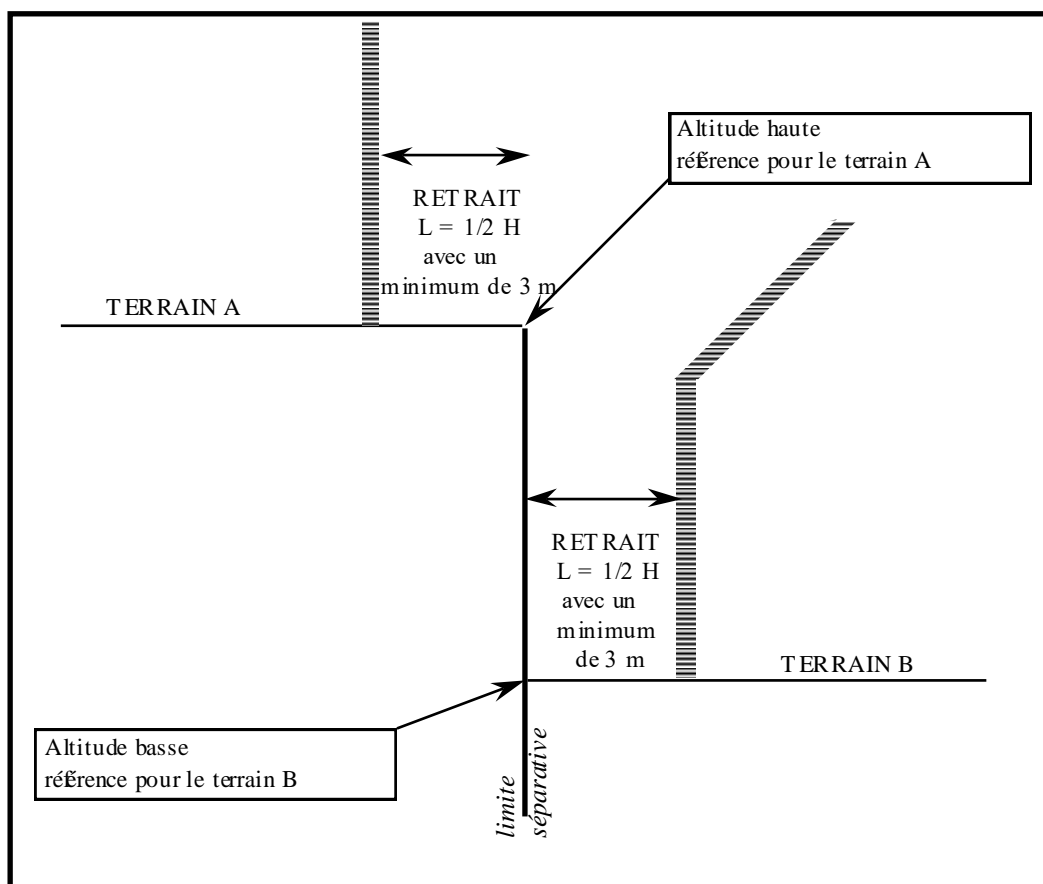 Altitude haute
référence pour le terrain A
RETRAIT
L = 1/2 H
avec un
minimum de 3 m
TERRAIN A
RETRAIT
L = 1/2 H
avec un
minimum
de 3 m
TERRAIN B
Altitude basse
référence pour le terrain B
limite
séparative